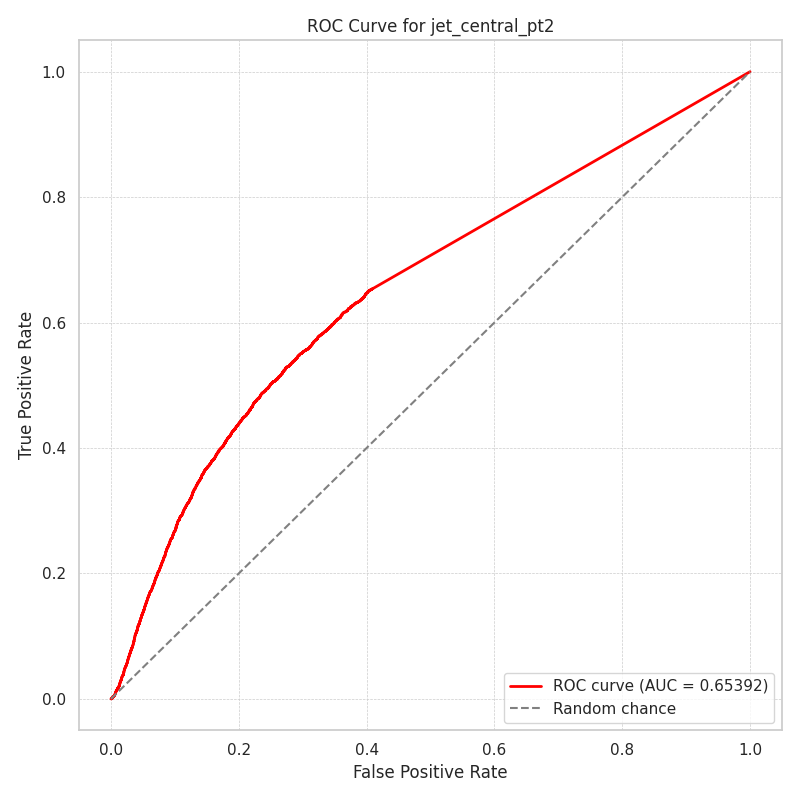 ROC Curve for jet_central_pt2
1.0
0.8
0.6
0.4
0.2
0.0
True Positive Rate
ROC curve (AUC = 0.65392)
Random chance
0.0 0.2 0.4 0.6 0.8 1.0
False Positive Rate